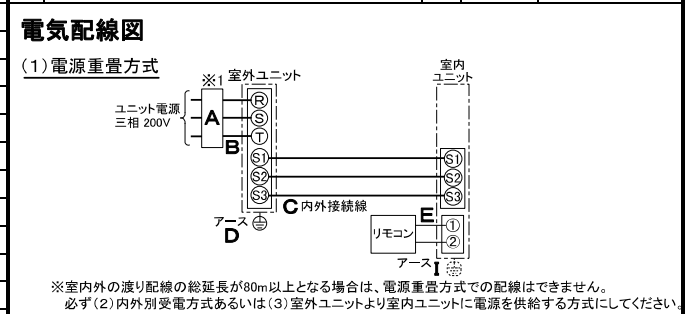 電気配線図
(1)電源重畳方式
※1 室外ユニット
室内
ユニット
ユニット電源
三相 200V
A
R
S
T
B
S1
S2
S3
S1
S2
S3
C 内外接続線
アース
D
リモコン
E
①
②
アース I
※室内外の渡り配線の総延長が80m以上となる場合は、電源重畳方式での配線はできません。
必ず(2)内外別受電方式あるいは(3)室外ユニットより室内ユニットに電源を供給する方式にしてください。